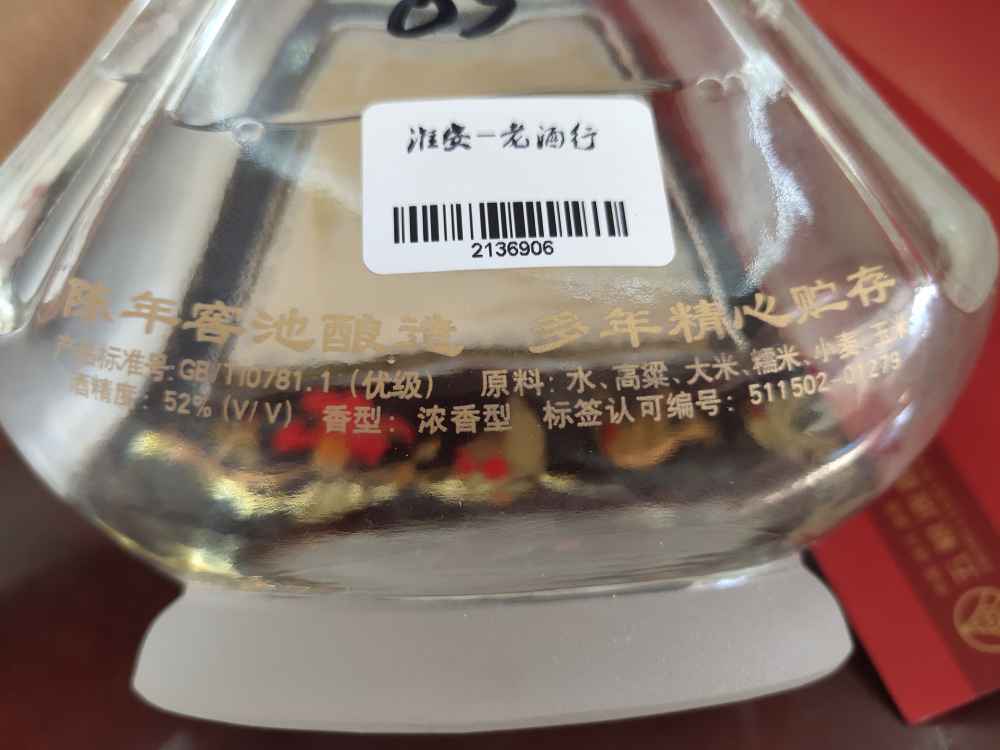 淮安一老酒行
2136906
陈年窖池酿造 多年精心贮存
产品标准号:GB/T10781.1（优级） 原料:水、高粱、大米、糯米、小麦、玉米
酒精度：52%（V/V） 香型：浓香型 标签认可编号：511502-01279